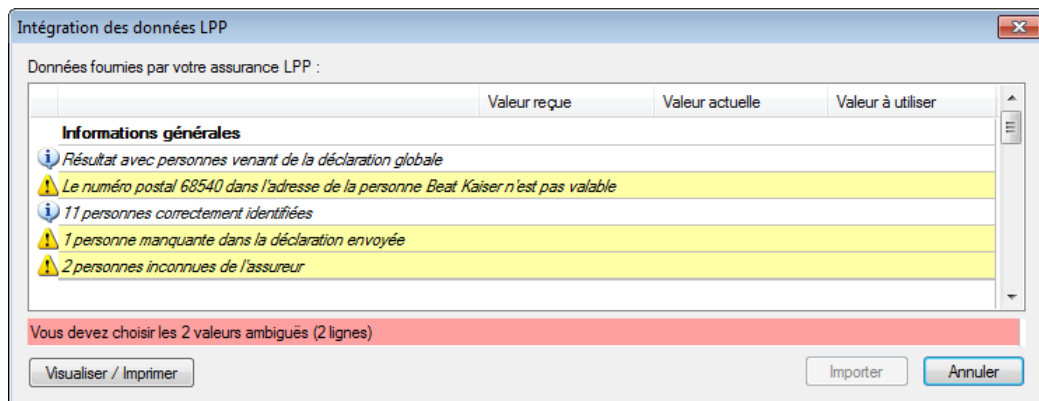 Intégration des données LPP
Données fournies par votre assurance LPP :
Valeur reçue Valeur actuelle Valeur à utiliser
Informations générales
Résultat avec personnes venant de la déclaration globale
Le numéro postal 68540 dans l'adresse de la personne Beat Kaiser n'est pas valable
11 personnes correctement identifiées
1 personne manquante dans la déclaration envoyée
2 personnes inconnues de l'assureur
Vous devez choisir les 2 valeurs ambiguës (2 lignes)
Visualiser / Imprimer Importer Annuler